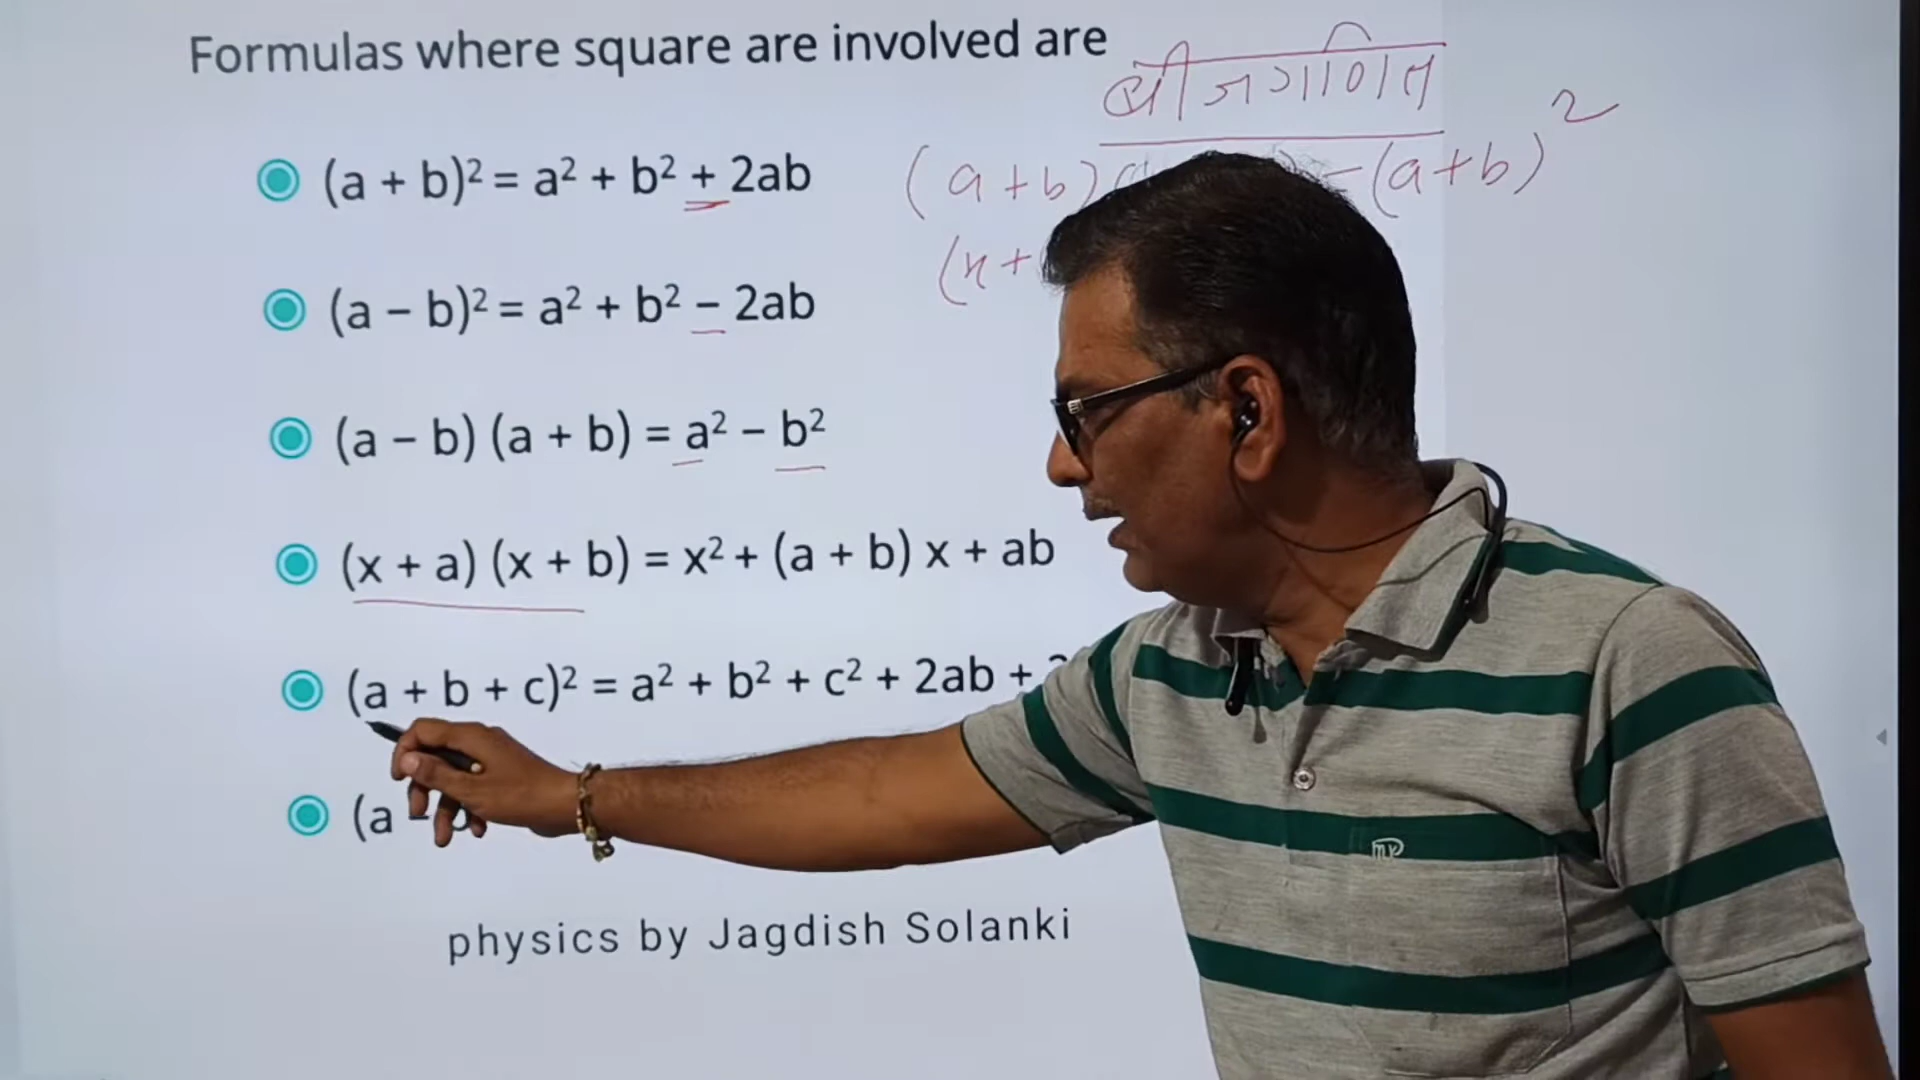 Formulas where square are involved are
बीजगणित
(a + b)² = a² + b² + 2ab
(a+b) = (a+b)²
(x+
(a − b)² = a² + b² − 2ab
(a − b) (a + b) = a² − b²
(x + a) (x + b) = x² + (a + b) x + ab
(a + b + c)² = a² + b² + c² + 2ab +
(a −
physics by Jagdish Solanki